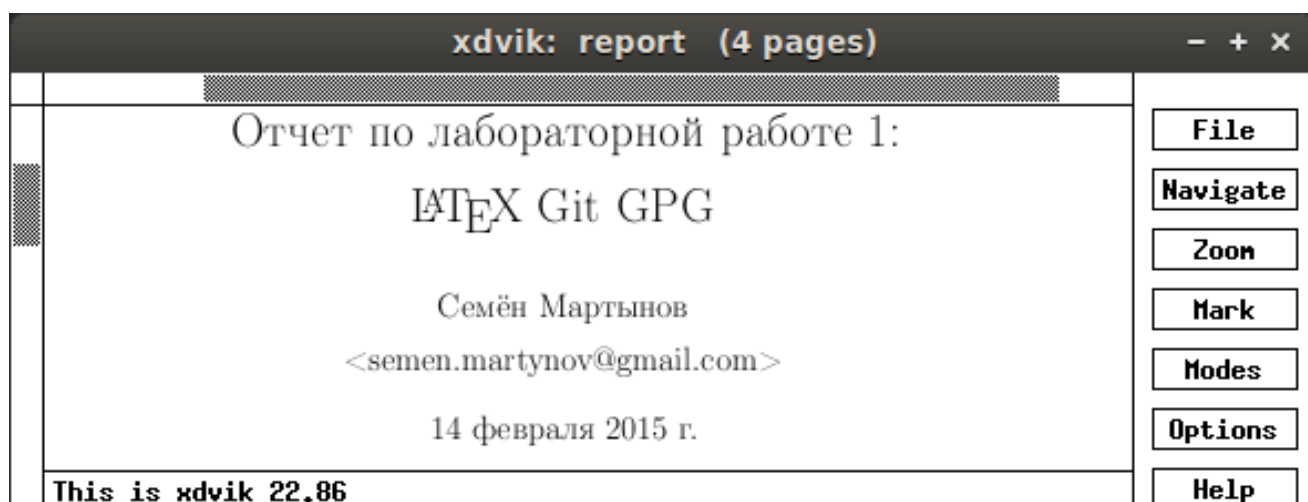 xdvik: report (4 pages)
Отчет по лабораторной работе 1:
LATEX Git GPG
Семён Мартынов
<semen.martynov@gmail.com>
14 февраля 2015 г.
This is xdvik 22.86
File
Navigate
Zoom
Mark
Modes
Options
Help